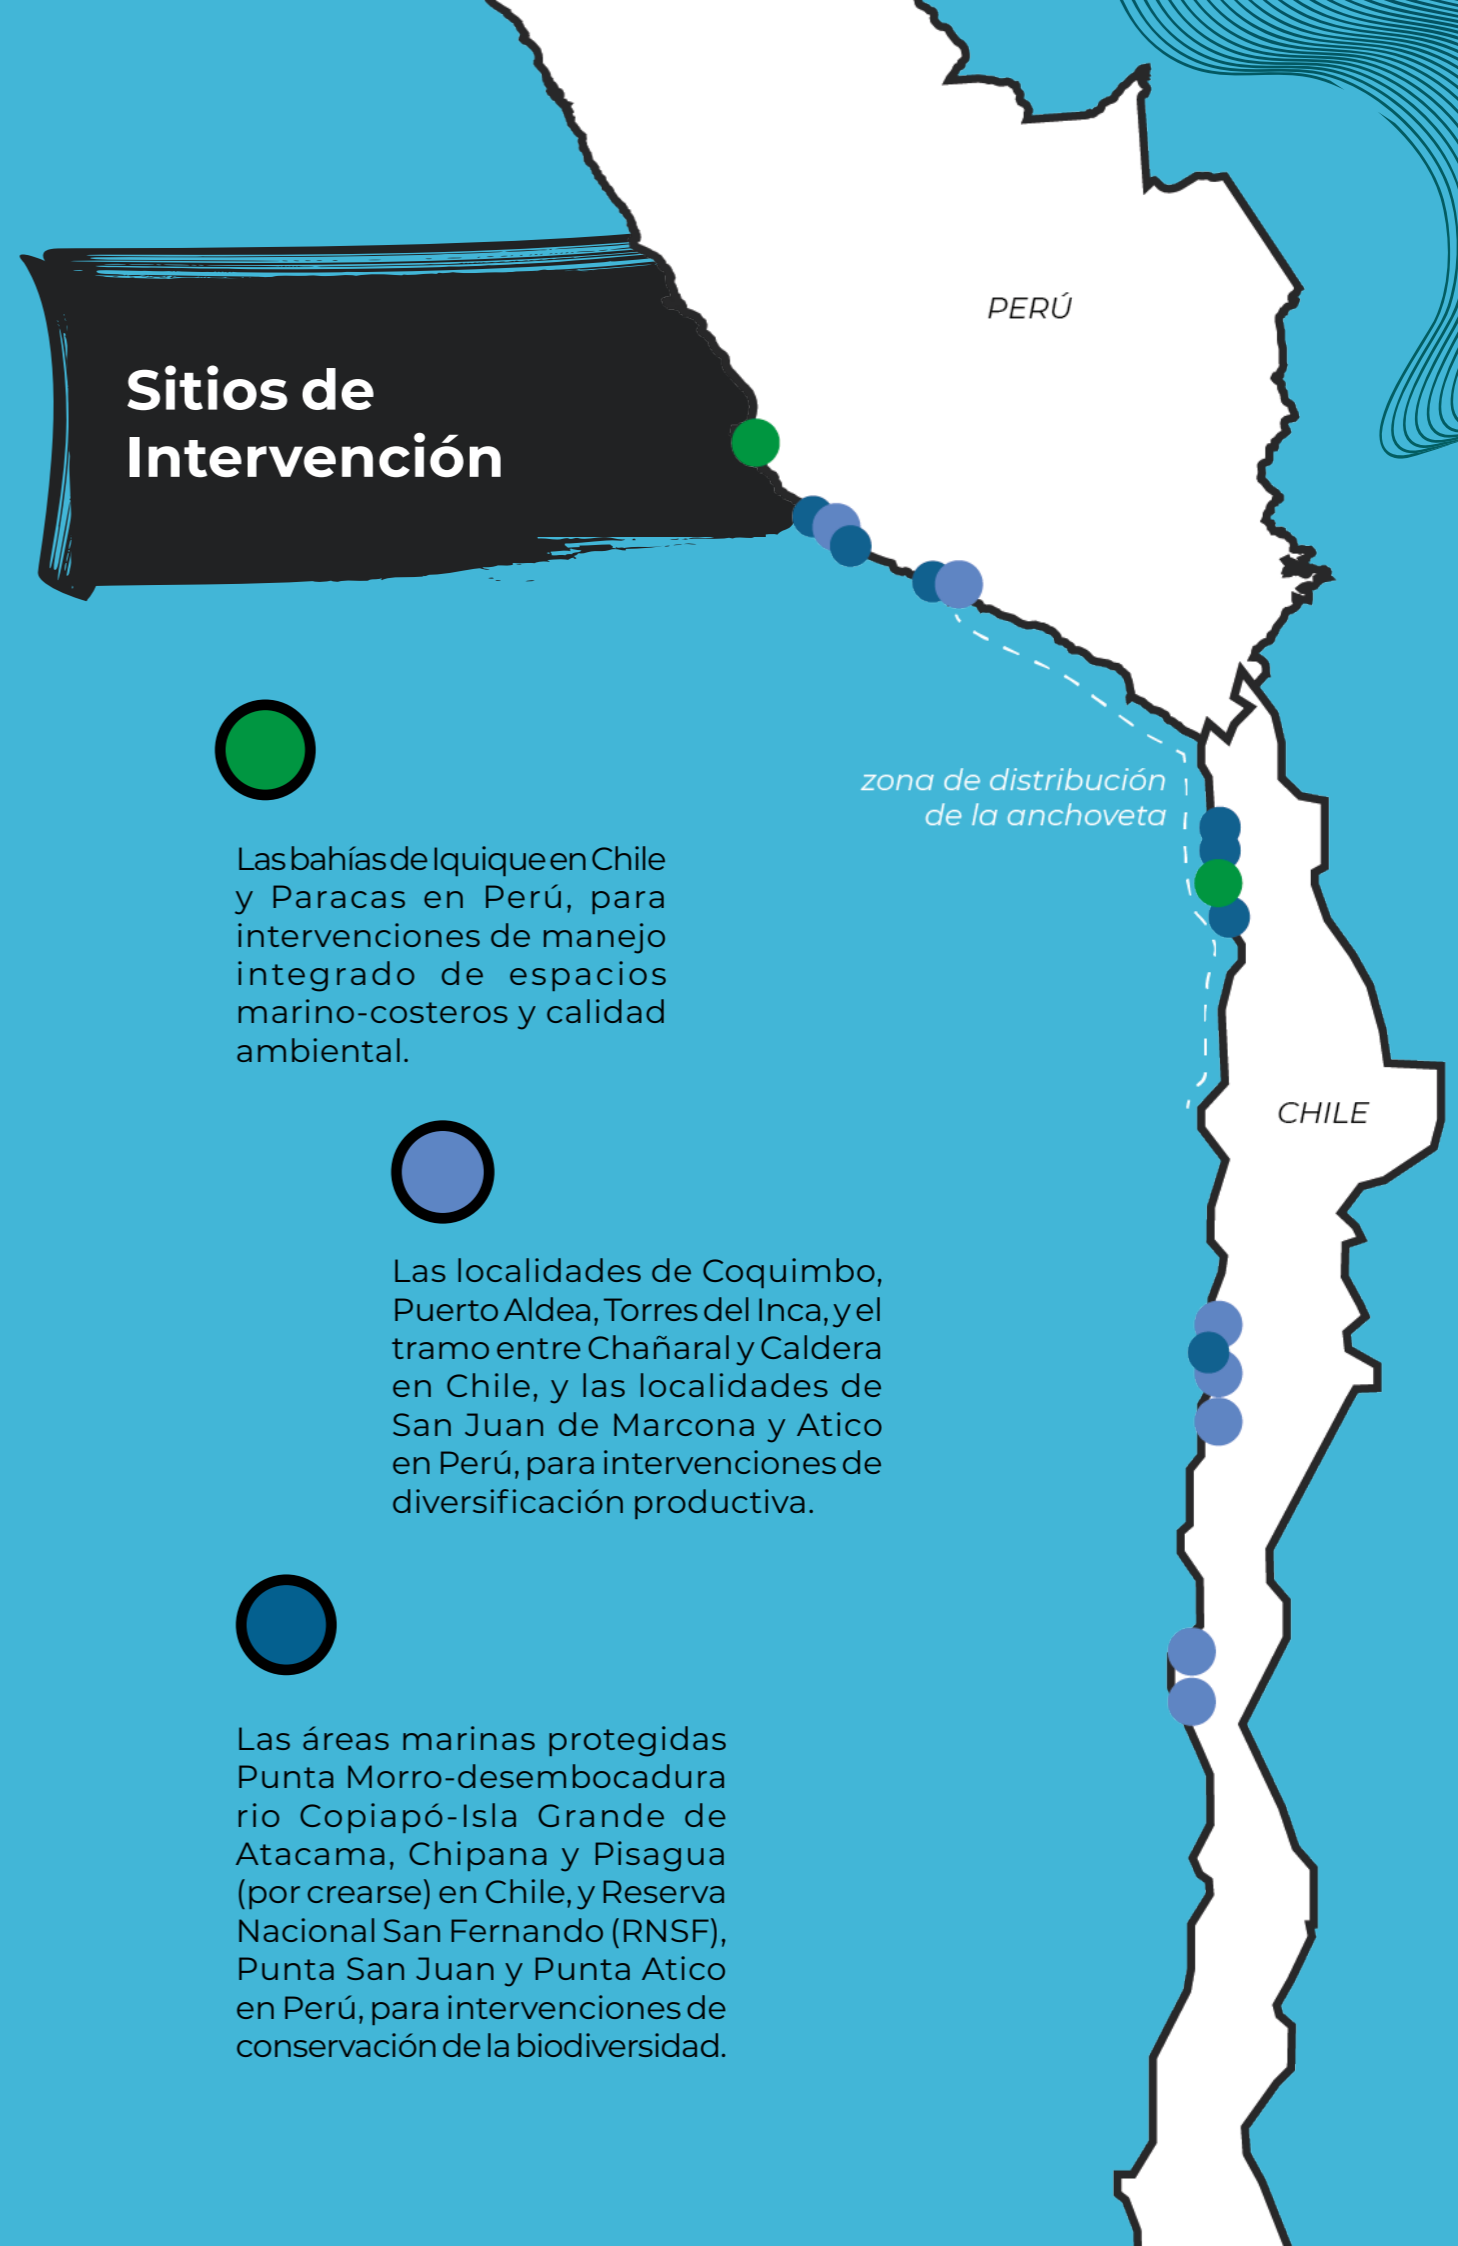 PERÚ
Sitios de
Intervención
zona de distribución
de la anchoveta
Las bahías de Iquique en Chile
y Paracas en Perú, para
intervenciones de manejo
integrado de espacios
marino-costeros y calidad
ambiental.
CHILE
Las localidades de Coquimbo,
Puerto Aldea, Torres del Inca, y el
tramo entre Chañaral y Caldera
en Chile, y las localidades de
San Juan de Marcona y Atico
en Perú, para intervenciones de
diversificación productiva.
Las áreas marinas protegidas
Punta Morro-desembocadura
rio Copiapó-Isla Grande de
Atacama, Chipana y Pisagua
(por crearse) en Chile, y Reserva
Nacional San Fernando (RNSF),
Punta San Juan y Punta Atico
en Perú, para intervenciones de
conservación de la biodiversidad.